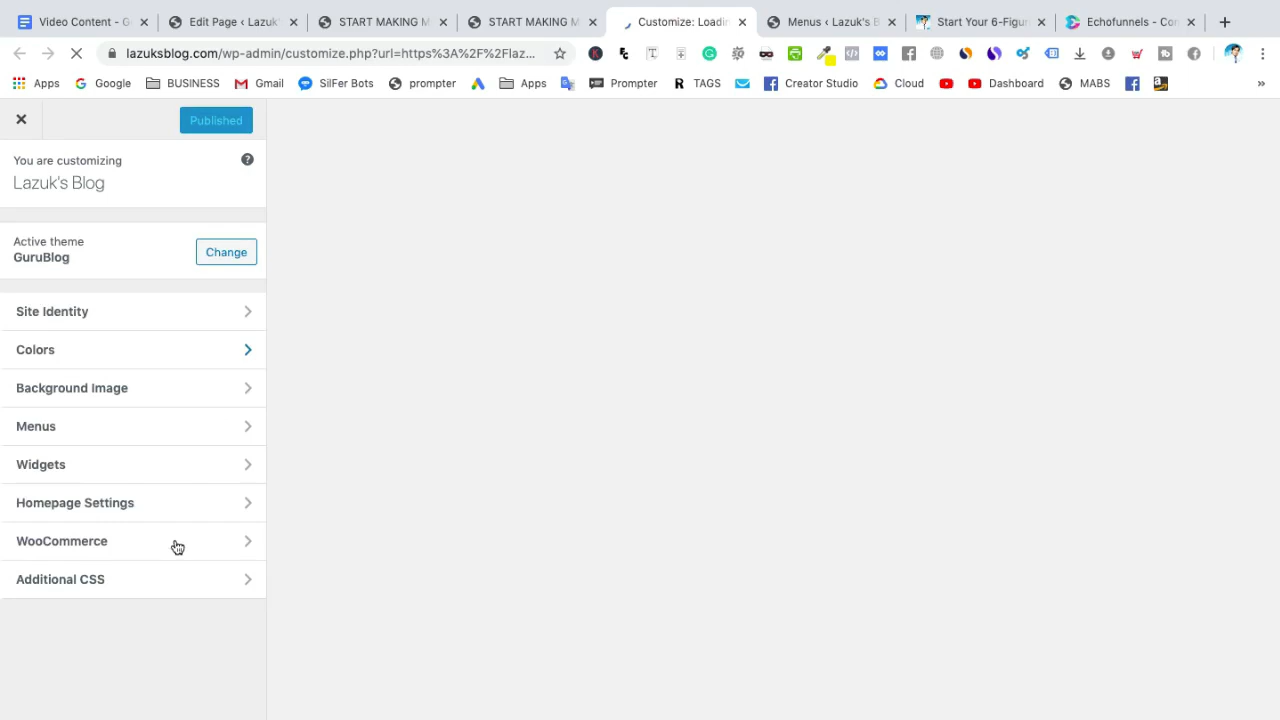 Video Content - G
Edit Page ‹ Lazuk'
START MAKING M
START MAKING M
Customize: Loadin
Menus ‹ Lazuk's B
Start Your 6-Figur
Echofunnels - Con
lazuksblog.com/wp-admin/customize.php?url=https%3A%2F%2Flaz...
Apps
Google
BUSINESS
Gmail
SilFer Bots
prompter
Apps
Prompter
TAGS
Creator Studio
Cloud
Dashboard
MABS
Published
You are customizing
Lazuk's Blog
Active theme
GuruBlog
Change
Site Identity
Colors
Background Image
Menus
Widgets
Homepage Settings
WooCommerce
Additional CSS